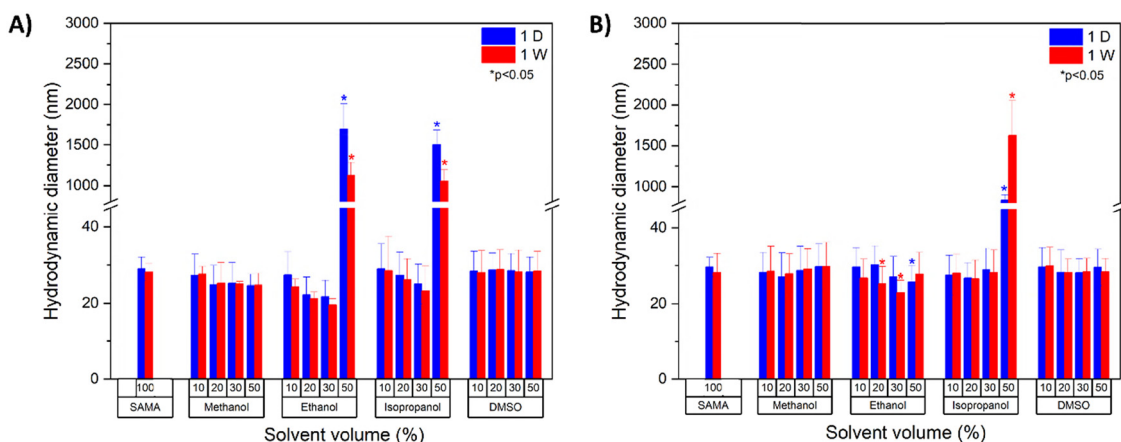 A)
3000
2500
2000
1500
1000
40
20
0
Hydrodynamic diameter (nm)
1 D
1 W
*p<0.05
*
*
*
*
100
10 20 30 50
10 20 30 50
10 20 30 50
10 20 30 50
SAMA
Methanol
Ethanol
Isopropanol
DMSO
Solvent volume (%)
B)
3000
2500
2000
1500
1000
40
20
0
Hydrodynamic diameter (nm)
1 D
1 W
*p<0.05
*
*
*
*
*
100
10 20 30 50
10 20 30 50
10 20 30 50
10 20 30 50
SAMA
Methanol
Ethanol
Isopropanol
DMSO
Solvent volume (%)